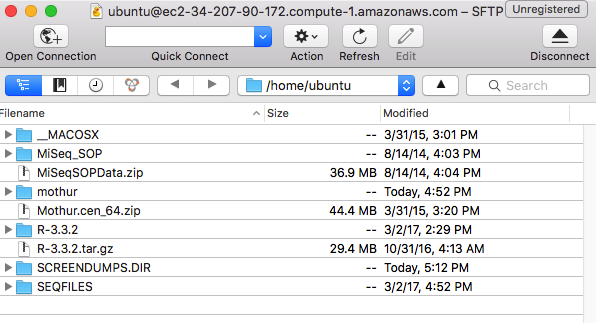 ubuntu@ec2-34-207-90-172.compute-1.amazonaws.com – SFTP Unregistered
Open Connection Quick Connect Action Refresh Edit Disconnect
/home/ubuntu Search
Filename Size Modified
__MACOSX -- 3/31/15, 3:01 PM
MiSeq_SOP -- 8/14/14, 4:03 PM
MiSeqSOPData.zip 36.9 MB 8/14/14, 4:04 PM
mothur -- Today, 4:52 PM
Mothur.cen_64.zip 44.4 MB 3/31/15, 3:20 PM
R-3.3.2 -- 3/2/17, 2:29 PM
R-3.3.2.tar.gz 29.4 MB 10/31/16, 4:13 AM
SCREENDUMPS.DIR -- Today, 5:12 PM
SEQFILES -- 3/2/17, 4:52 PM